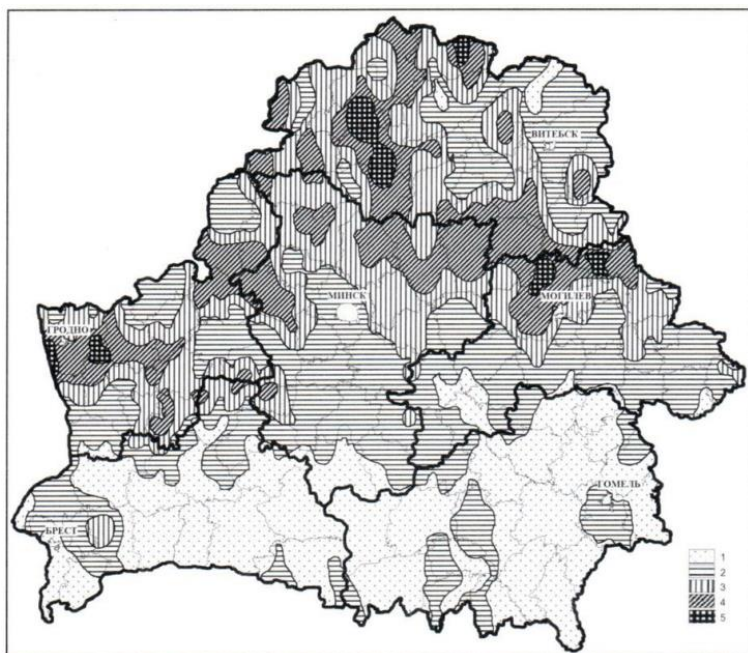 ВИТЕБСК
МИНСК
МОГИЛЕВ
ГРОДНО
ГОМЕЛЬ
БРЕСТ
1
2
3
4
5